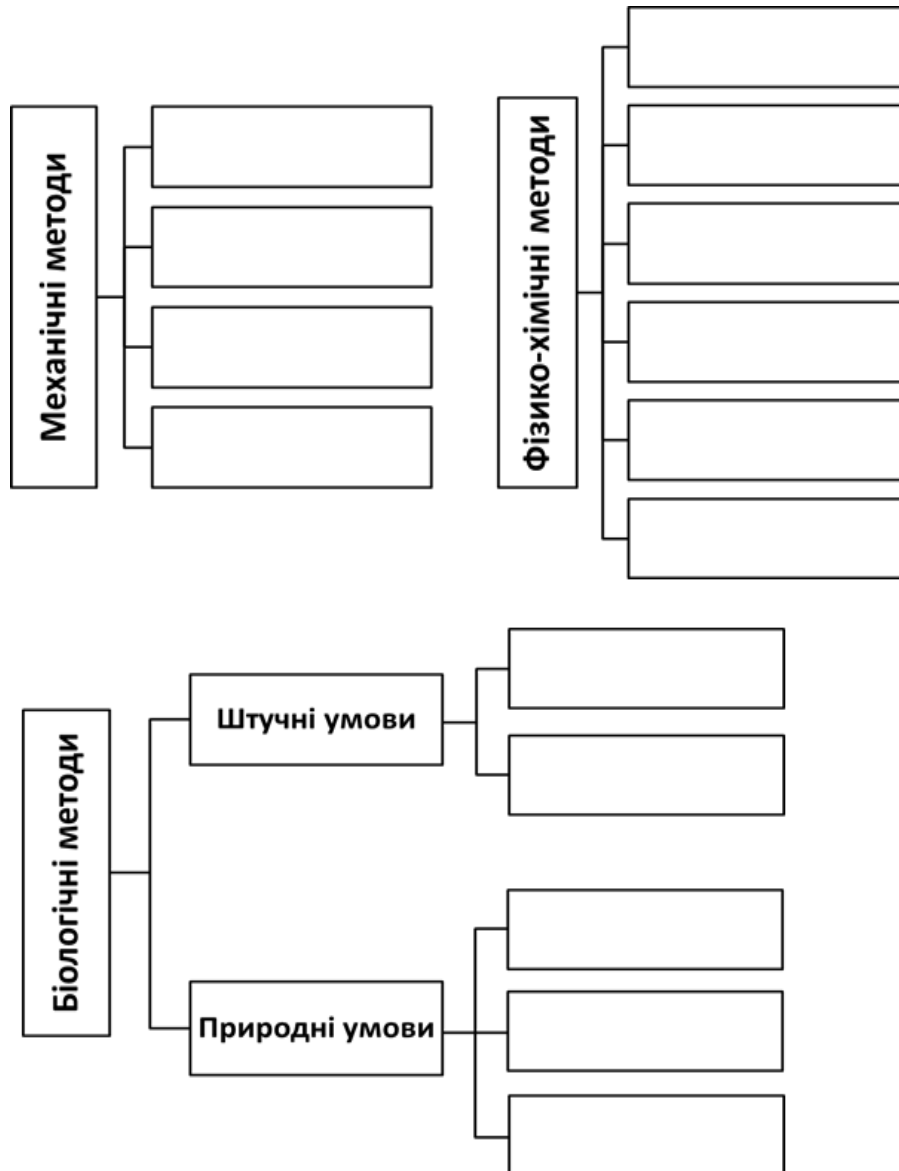 Механічні методи
Фізико-хімічні методи
Біологічні методи
Штучні умови
Природні умови